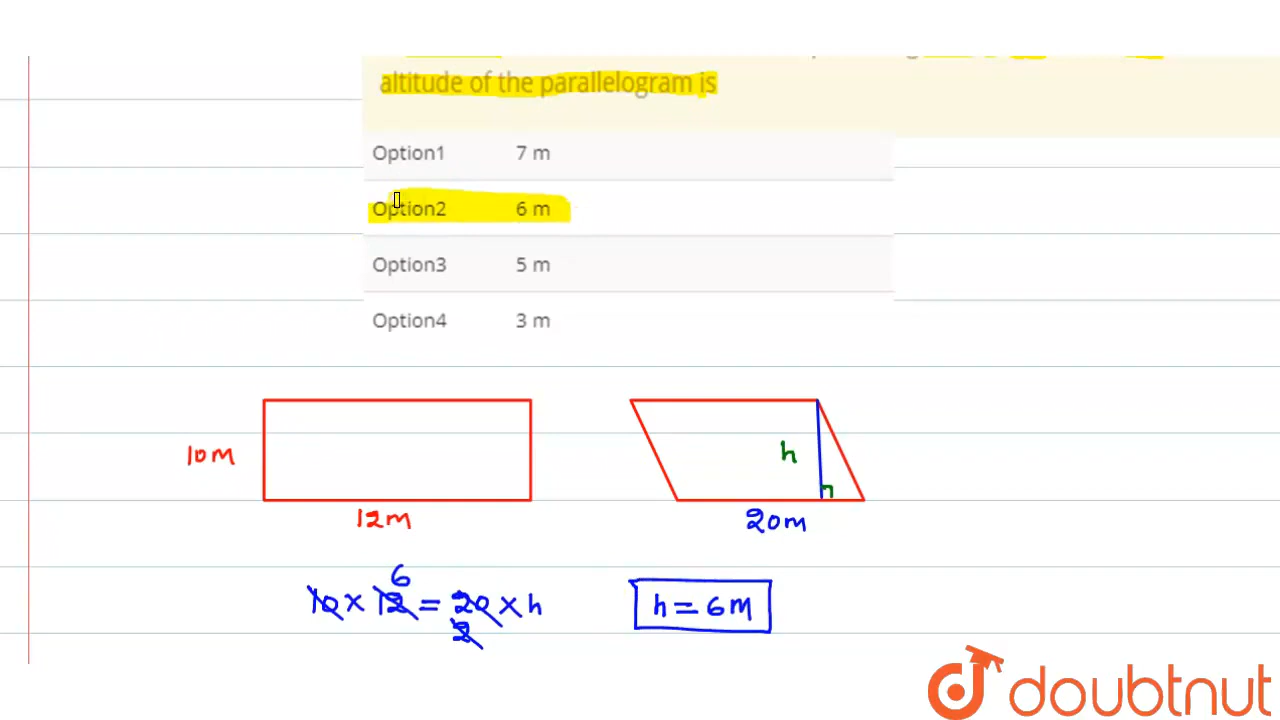 altitude of the parallelogram is
Option1 7 m
Option2 6 m
Option3 5 m
Option4 3 m
10m
h
12m
20m
6
10 × 12 = 20 × h
2
h = 6m
doubtnut